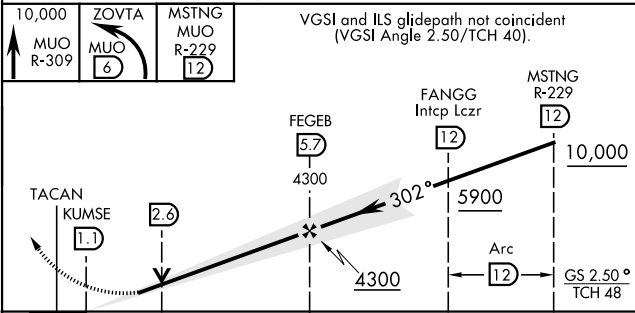 10,000
MUO
R-309
ZOVTA
MUO
6
MSTNG
MUO
R-229
12
VGSI and ILS glidepath not coincident
(VGSI Angle 2.50/TCH 40).
MSTNG
R-229
12
10,000
FANGG
Intcp Lczr
12
5900
FEGEB
5.7
4300
302°
4300
TACAN
KUMSE
1.1
2.6
Arc
12
GS 2.50°
TCH 48